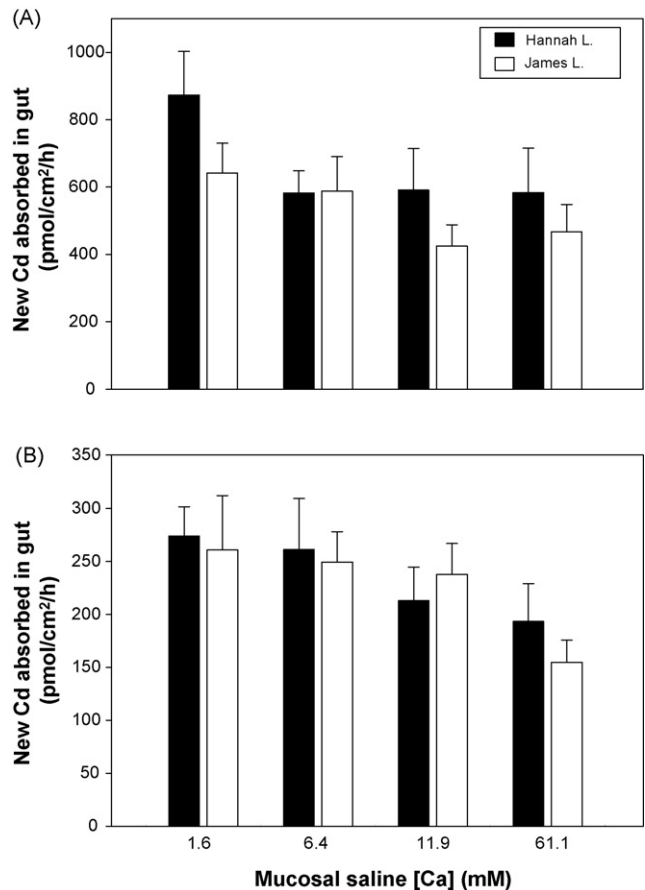 (A)
New Cd absorbed in gut
(pmol/cm²/h)
1000
800
600
400
200
0
Hannah L.
James L.
(B)
New Cd absorbed in gut
(pmol/cm²/h)
350
300
250
200
150
100
50
0
1.6 6.4 11.9 61.1
Mucosal saline [Ca] (mM)